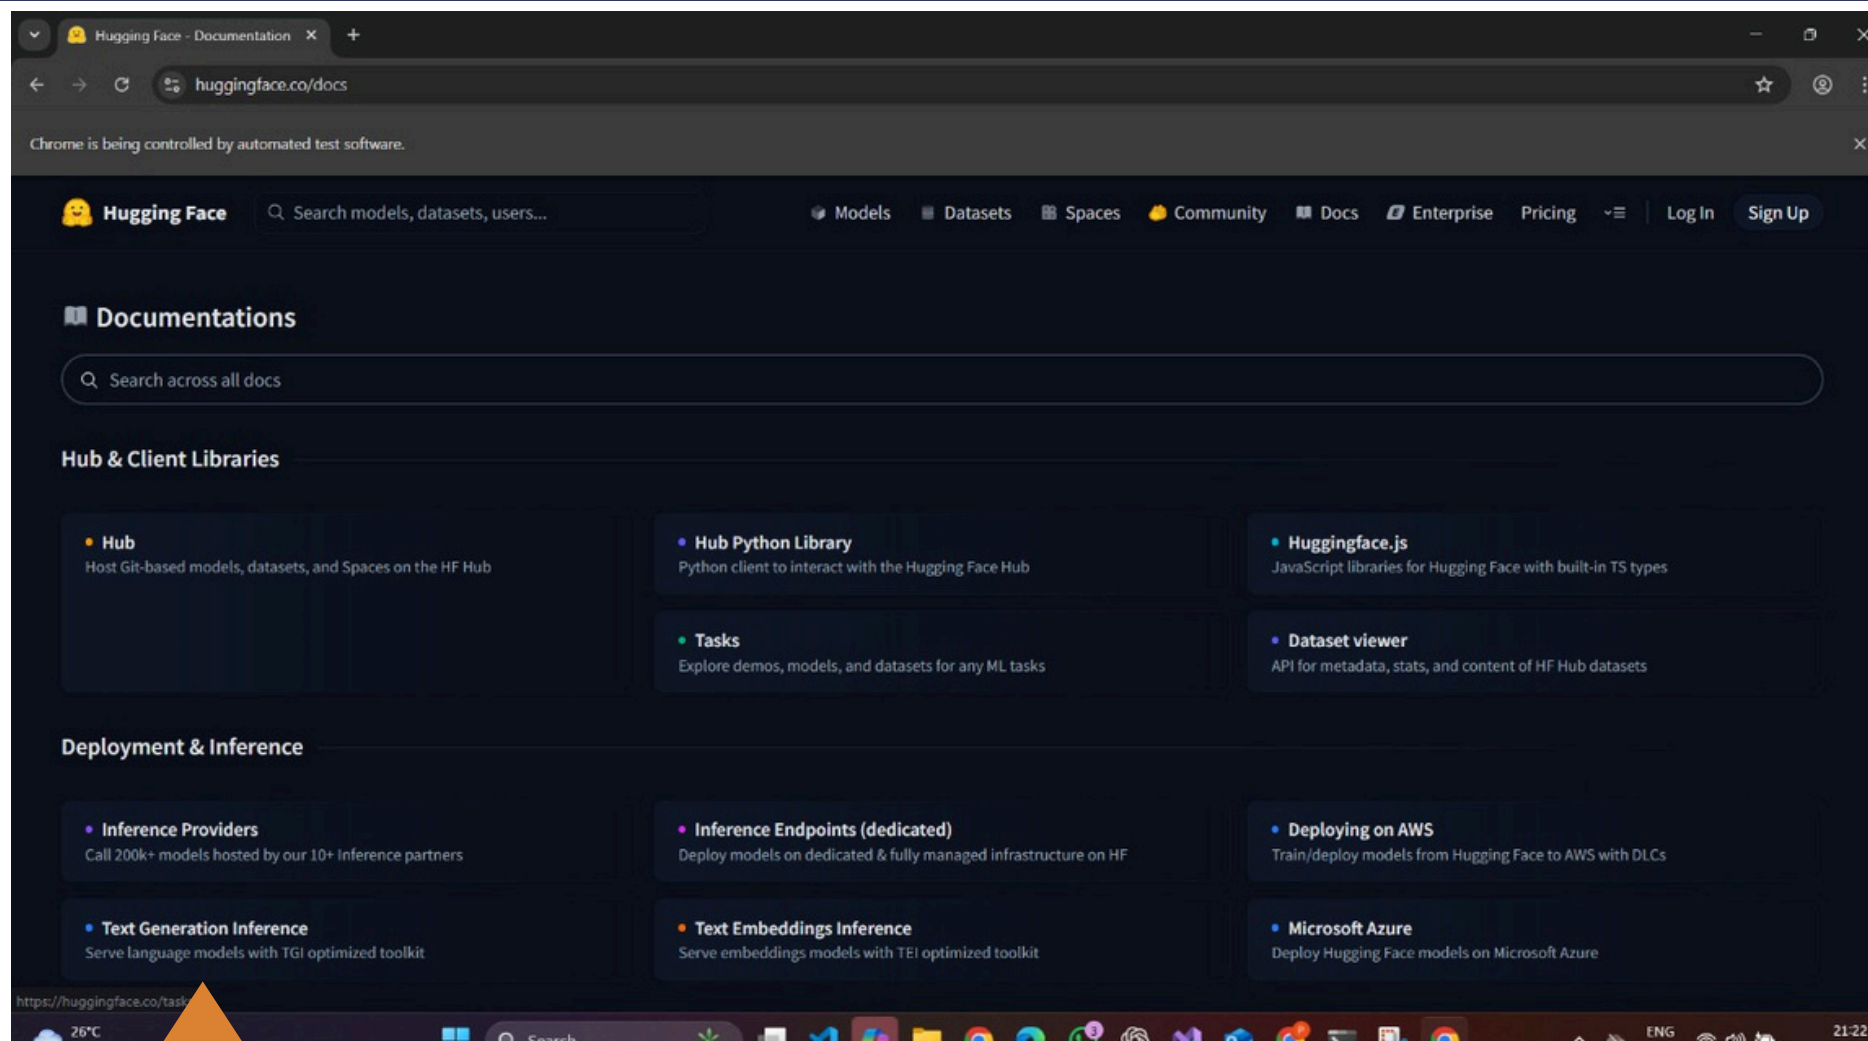 Hugging Face - Documentation
huggingface.co/docs
Chrome is being controlled by automated test software.
Hugging Face
Search models, datasets, users...
Models
Datasets
Spaces
Community
Docs
Enterprise
Pricing
Log In
Sign Up
Documentations
Search across all docs
Hub & Client Libraries
Hub
Host Git-based models, datasets, and Spaces on the HF Hub
Hub Python Library
Python client to interact with the Hugging Face Hub
Huggingface.js
JavaScript libraries for Hugging Face with built-in TS types
Tasks
Explore demos, models, and datasets for any ML tasks
Dataset viewer
API for metadata, stats, and content of HF Hub datasets
Deployment & Inference
Inference Providers
Call 200k+ models hosted by our 10+ Inference partners
Inference Endpoints (dedicated)
Deploy models on dedicated & fully managed infrastructure on HF
Deploying on AWS
Train/deploy models from Hugging Face to AWS with DLCs
Text Generation Inference
Serve language models with TGI optimized toolkit
Text Embeddings Inference
Serve embeddings models with TEI optimized toolkit
Microsoft Azure
Deploy Hugging Face models on Microsoft Azure
https://huggingface.co/task
26°C
Search
3
ENG
21:22